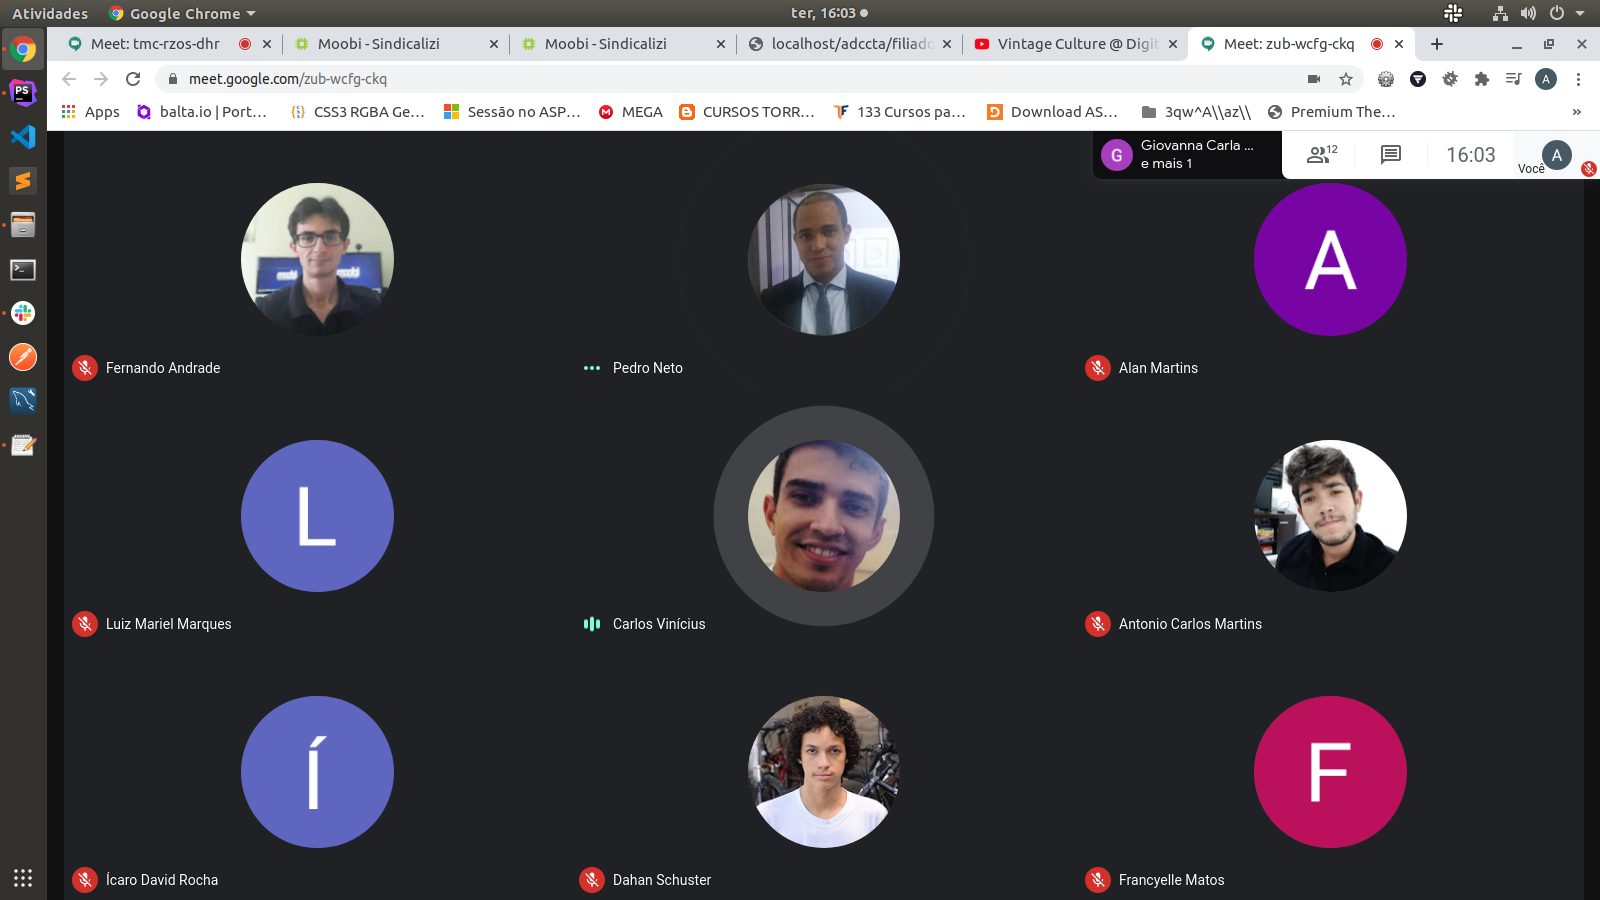 Atividades
Google Chrome
ter, 16:03
Meet: tmc-rzos-dhr
Moobi - Sindicalizi
Moobi - Sindicalizi
localhost/adccta/filiado
Vintage Culture @ Digit
Meet: zub-wcfg-ckq
meet.google.com/zub-wcfg-ckq
A
Apps
balta.io | Port...
CSS3 RGBA Ge...
Sessão no ASP...
MEGA
CURSOS TORR...
133 Cursos pa...
Download AS...
3qw^A\\az\\
Premium The...
»
G
Giovanna Carla ...
e mais 1
12
16:03
Você
A
A
Fernando Andrade
Pedro Neto
Alan Martins
L
Luiz Mariel Marques
Carlos Vinícius
Antonio Carlos Martins
Í
F
Ícaro David Rocha
Dahan Schuster
Francyelle Matos
PS